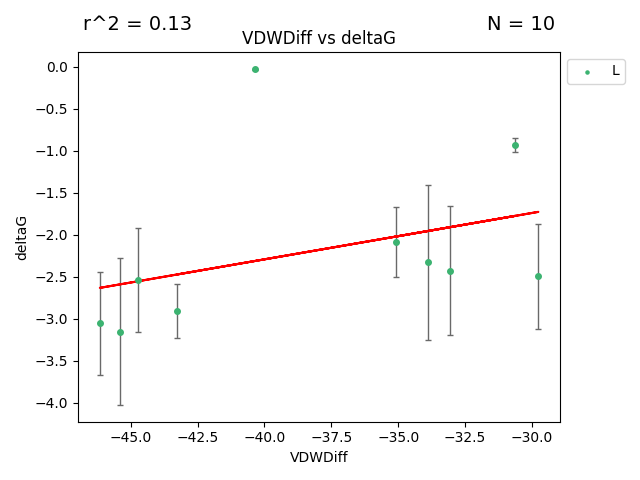 r^2 = 0.13
N = 10
VDWDiff vs deltaG
L
0.0
−0.5
−1.0
−1.5
−2.0
−2.5
−3.0
−3.5
−4.0
deltaG
−45.0
−42.5
−40.0
−37.5
−35.0
−32.5
−30.0
VDWDiff